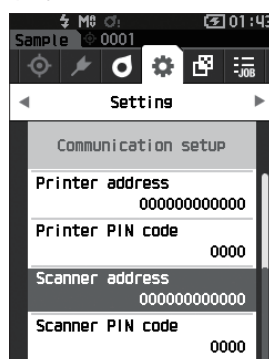 M0 01:43
Sample 0001
-JOB
Setting
Communication setup
Printer address
000000000000
Printer PIN code
0000
Scanner address
000000000000
Scanner PIN code
0000